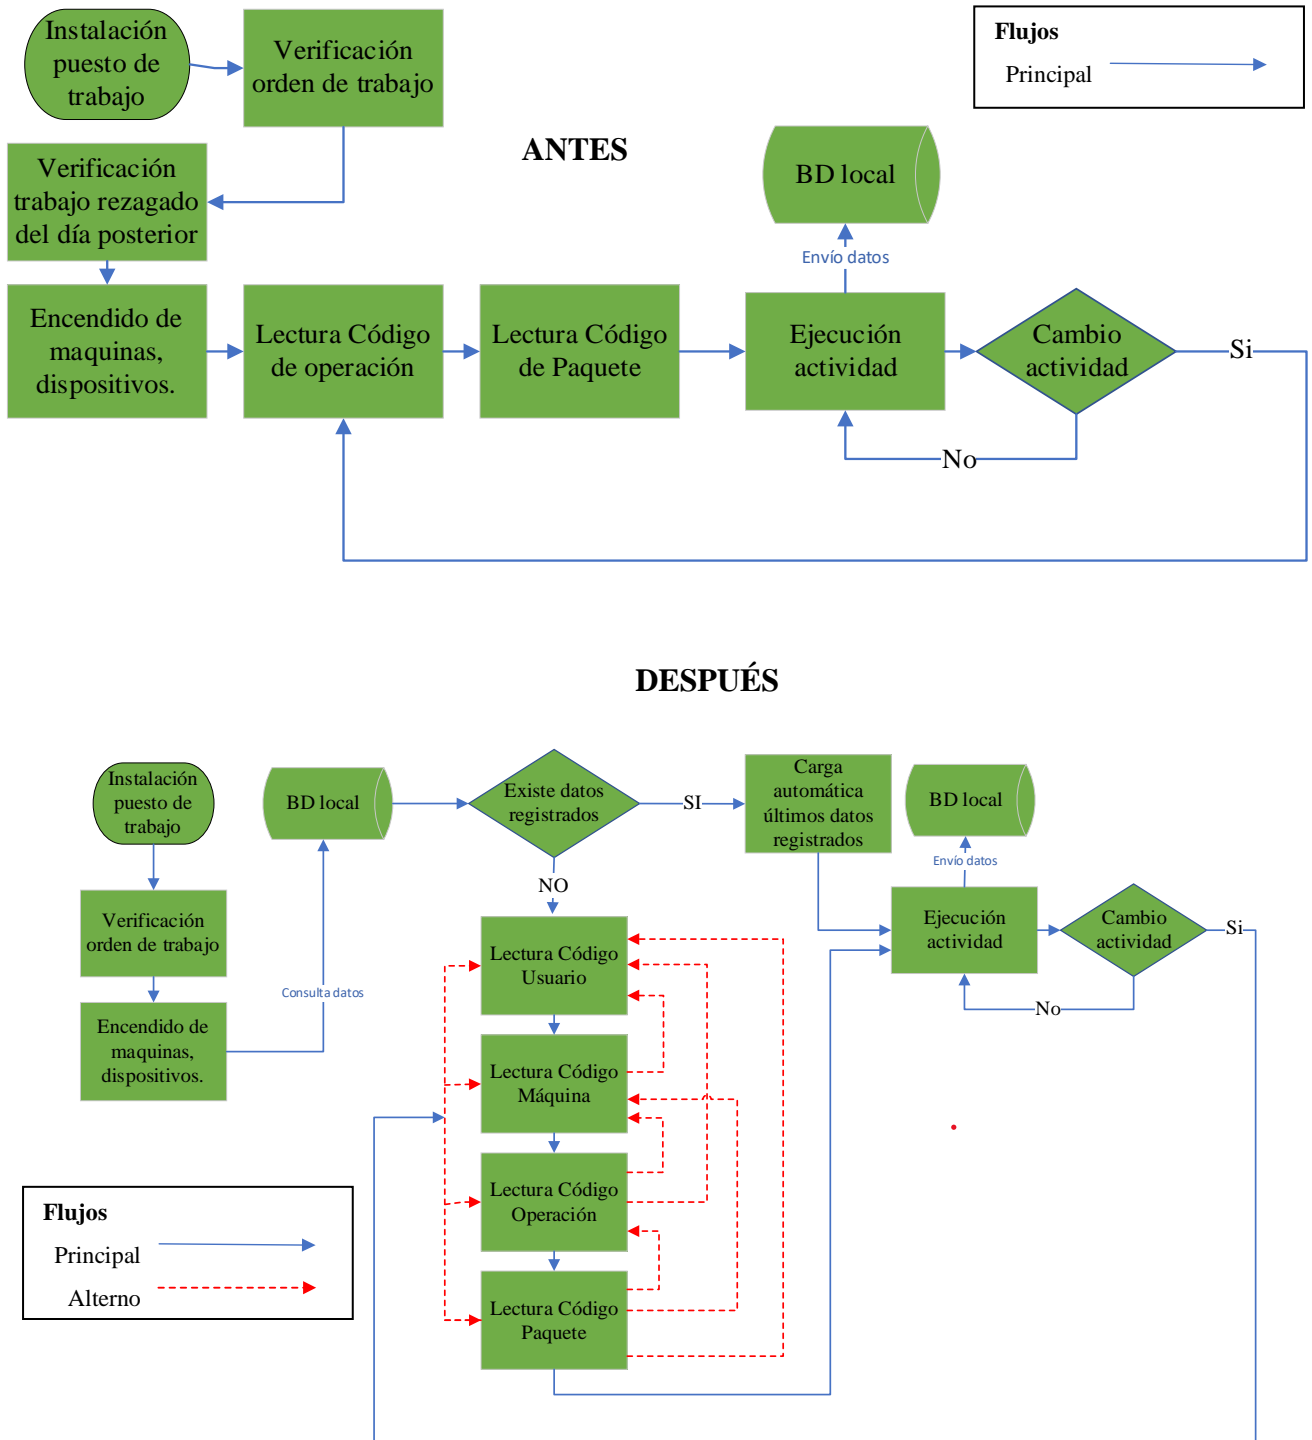 Instalación
puesto de
trabajo
Verificación
orden de trabajo
Flujos
Principal
ANTES
Verificación
trabajo rezagado
del día posterior
BD local
Envío datos
Encendido de
maquinas,
dispositivos.
Lectura Código
de operación
Lectura Código
de Paquete
Ejecución
actividad
Cambio
actividad
Si
No
DESPUÉS
Instalación
puesto de
trabajo
BD local
Existe datos
registrados
SI
Carga
automática
últimos datos
registrados
BD local
Envío datos
NO
Verificación
orden de trabajo
Ejecución
actividad
Cambio
actividad
Si
No
Lectura Código
Usuario
Consulta datos
Encendido de
maquinas,
dispositivos.
Lectura Código
Máquina
Lectura Código
Operación
Flujos
Principal
Alterno
Lectura Código
Paquete